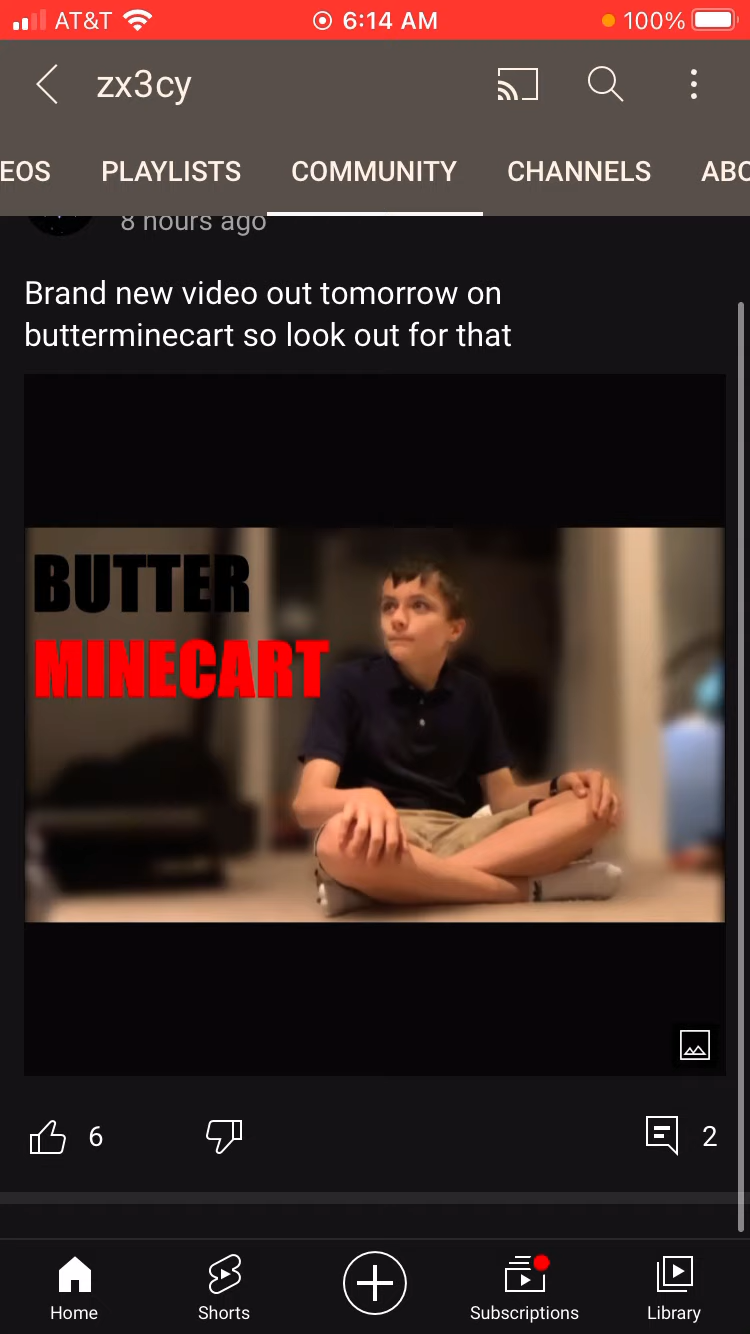 AT&T 6:14 AM 100%
zx3cy
EOS PLAYLISTS COMMUNITY CHANNELS ABC
8 hours ago
Brand new video out tomorrow on
butterminecart so look out for that
BUTTER
MINECART
6 2
Home Shorts Subscriptions Library